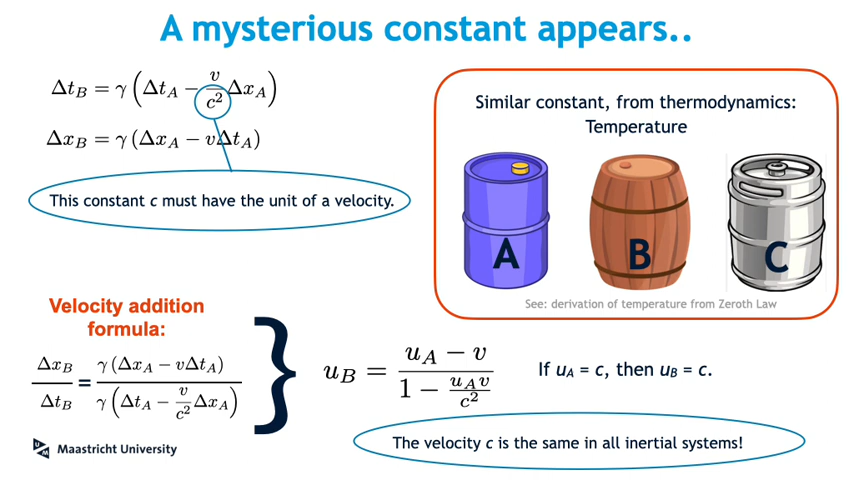 A mysterious constant appears..
Δt_B = γ (Δt_A − v/c² Δx_A)
Δx_B = γ (Δx_A − vΔt_A)
This constant c must have the unit of a velocity.
Similar constant, from thermodynamics:
Temperature
A B C
See: derivation of temperature from Zeroth Law
Velocity addition
formula:
Δx_B/Δt_B = γ (Δx_A − vΔt_A) / γ (Δt_A − v/c² Δx_A) }
u_B = (u_A − v) / (1 − u_A v/c²)
If u_A = c, then u_B = c.
The velocity c is the same in all inertial systems!
UM Maastricht University